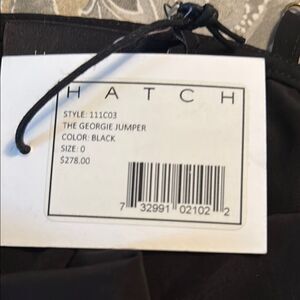 HATCH
STYLE: 111C03
THE GEORGIE JUMPER
COLOR: BLACK
SIZE: 0
$278.00
7 32991 02102 2